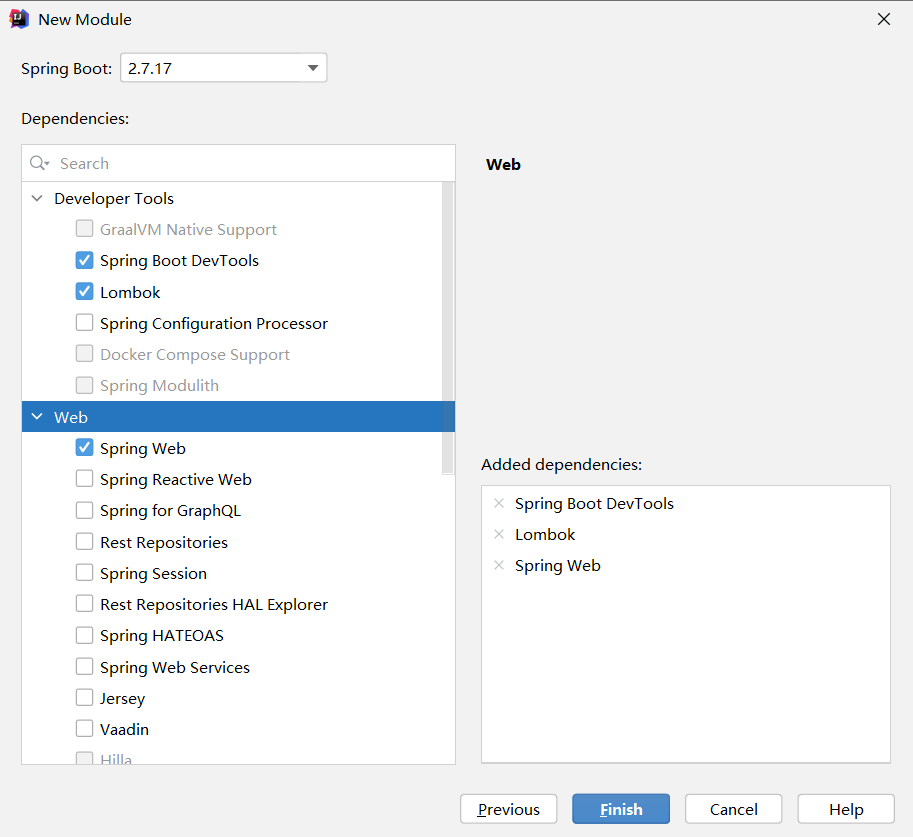 New Module
Spring Boot: 2.7.17
Dependencies:
Search
Developer Tools
GraalVM Native Support
Spring Boot DevTools
Lombok
Spring Configuration Processor
Docker Compose Support
Spring Modulith
Web
Spring Web
Spring Reactive Web
Spring for GraphQL
Rest Repositories
Spring Session
Rest Repositories HAL Explorer
Spring HATEOAS
Spring Web Services
Jersey
Vaadin
Hilla
Web
Added dependencies:
Spring Boot DevTools
Lombok
Spring Web
Previous Finish Cancel Help